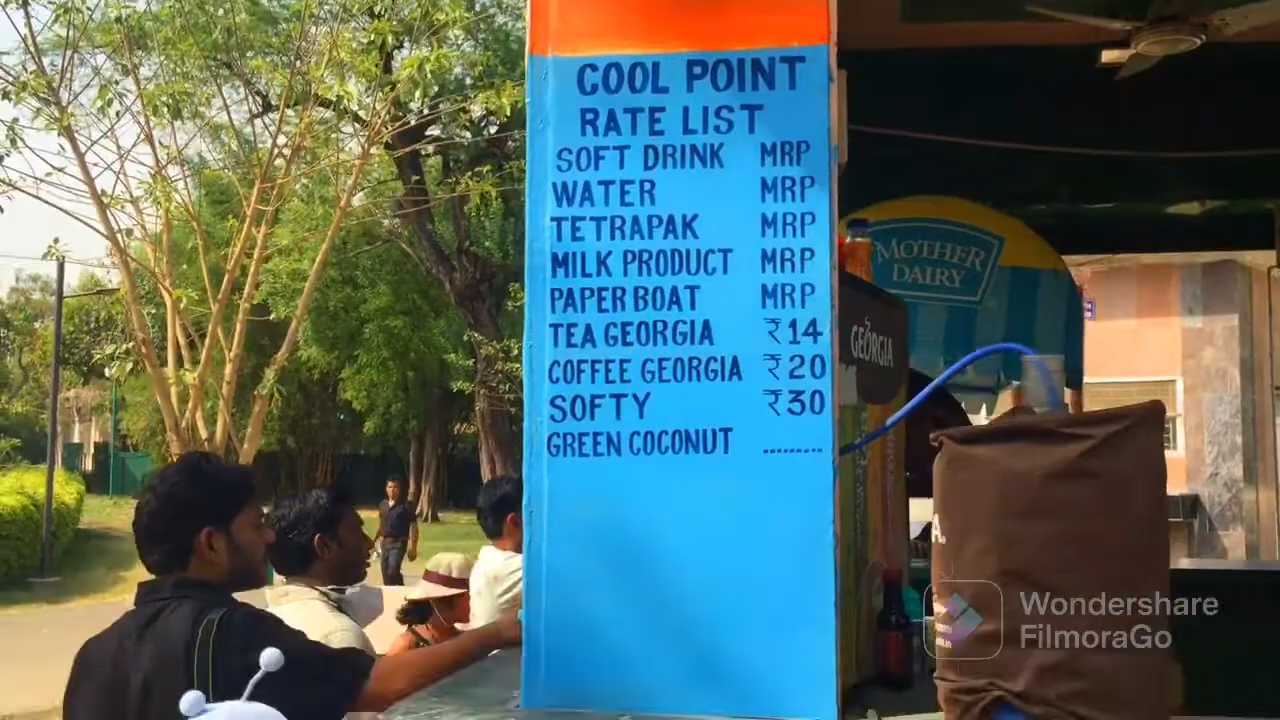 COOL POINT
RATE LIST
SOFT DRINK MRP
WATER MRP
TETRAPAK MRP
MILK PRODUCT MRP
PAPER BOAT MRP
TEA GEORGIA ₹14
COFFEE GEORGIA ₹20
SOFTY ₹30
GREEN COCONUT .........
MOTHER
DAIRY
GEORGIA
Wondershare
FilmoraGo